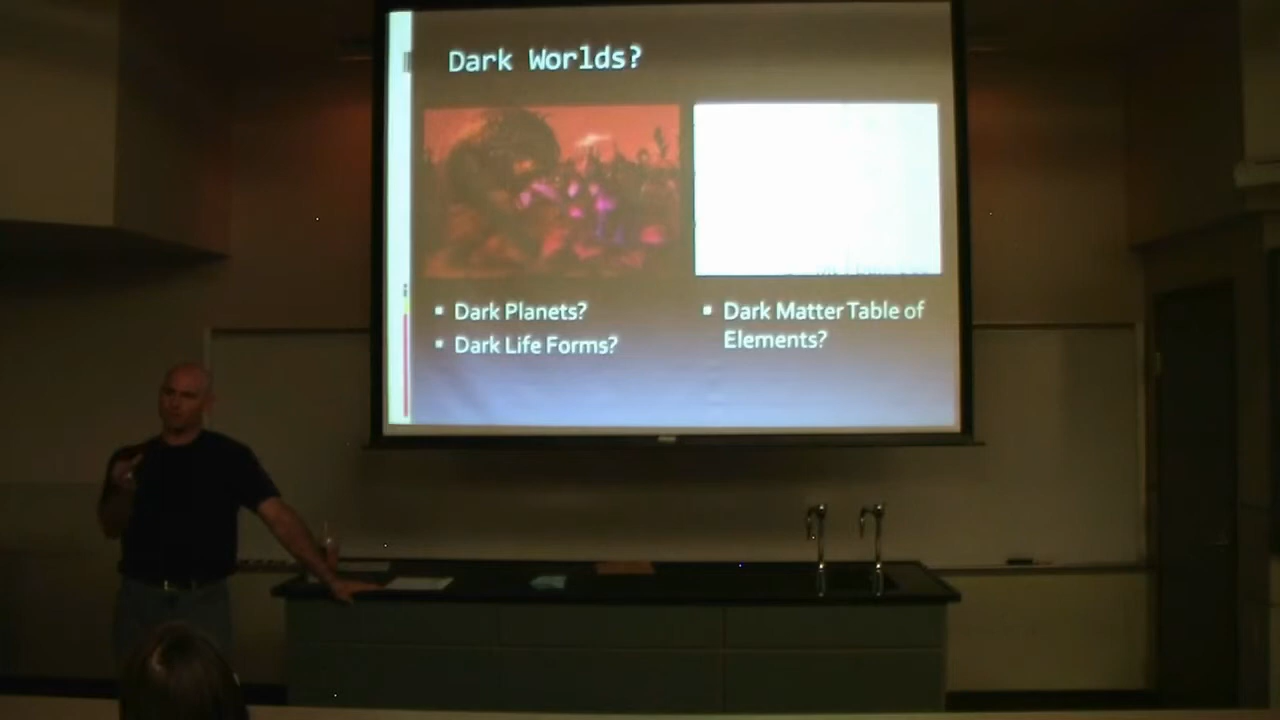 Dark Worlds?
Dark Planets?
Dark Life Forms?
Dark Matter Table of
Elements?